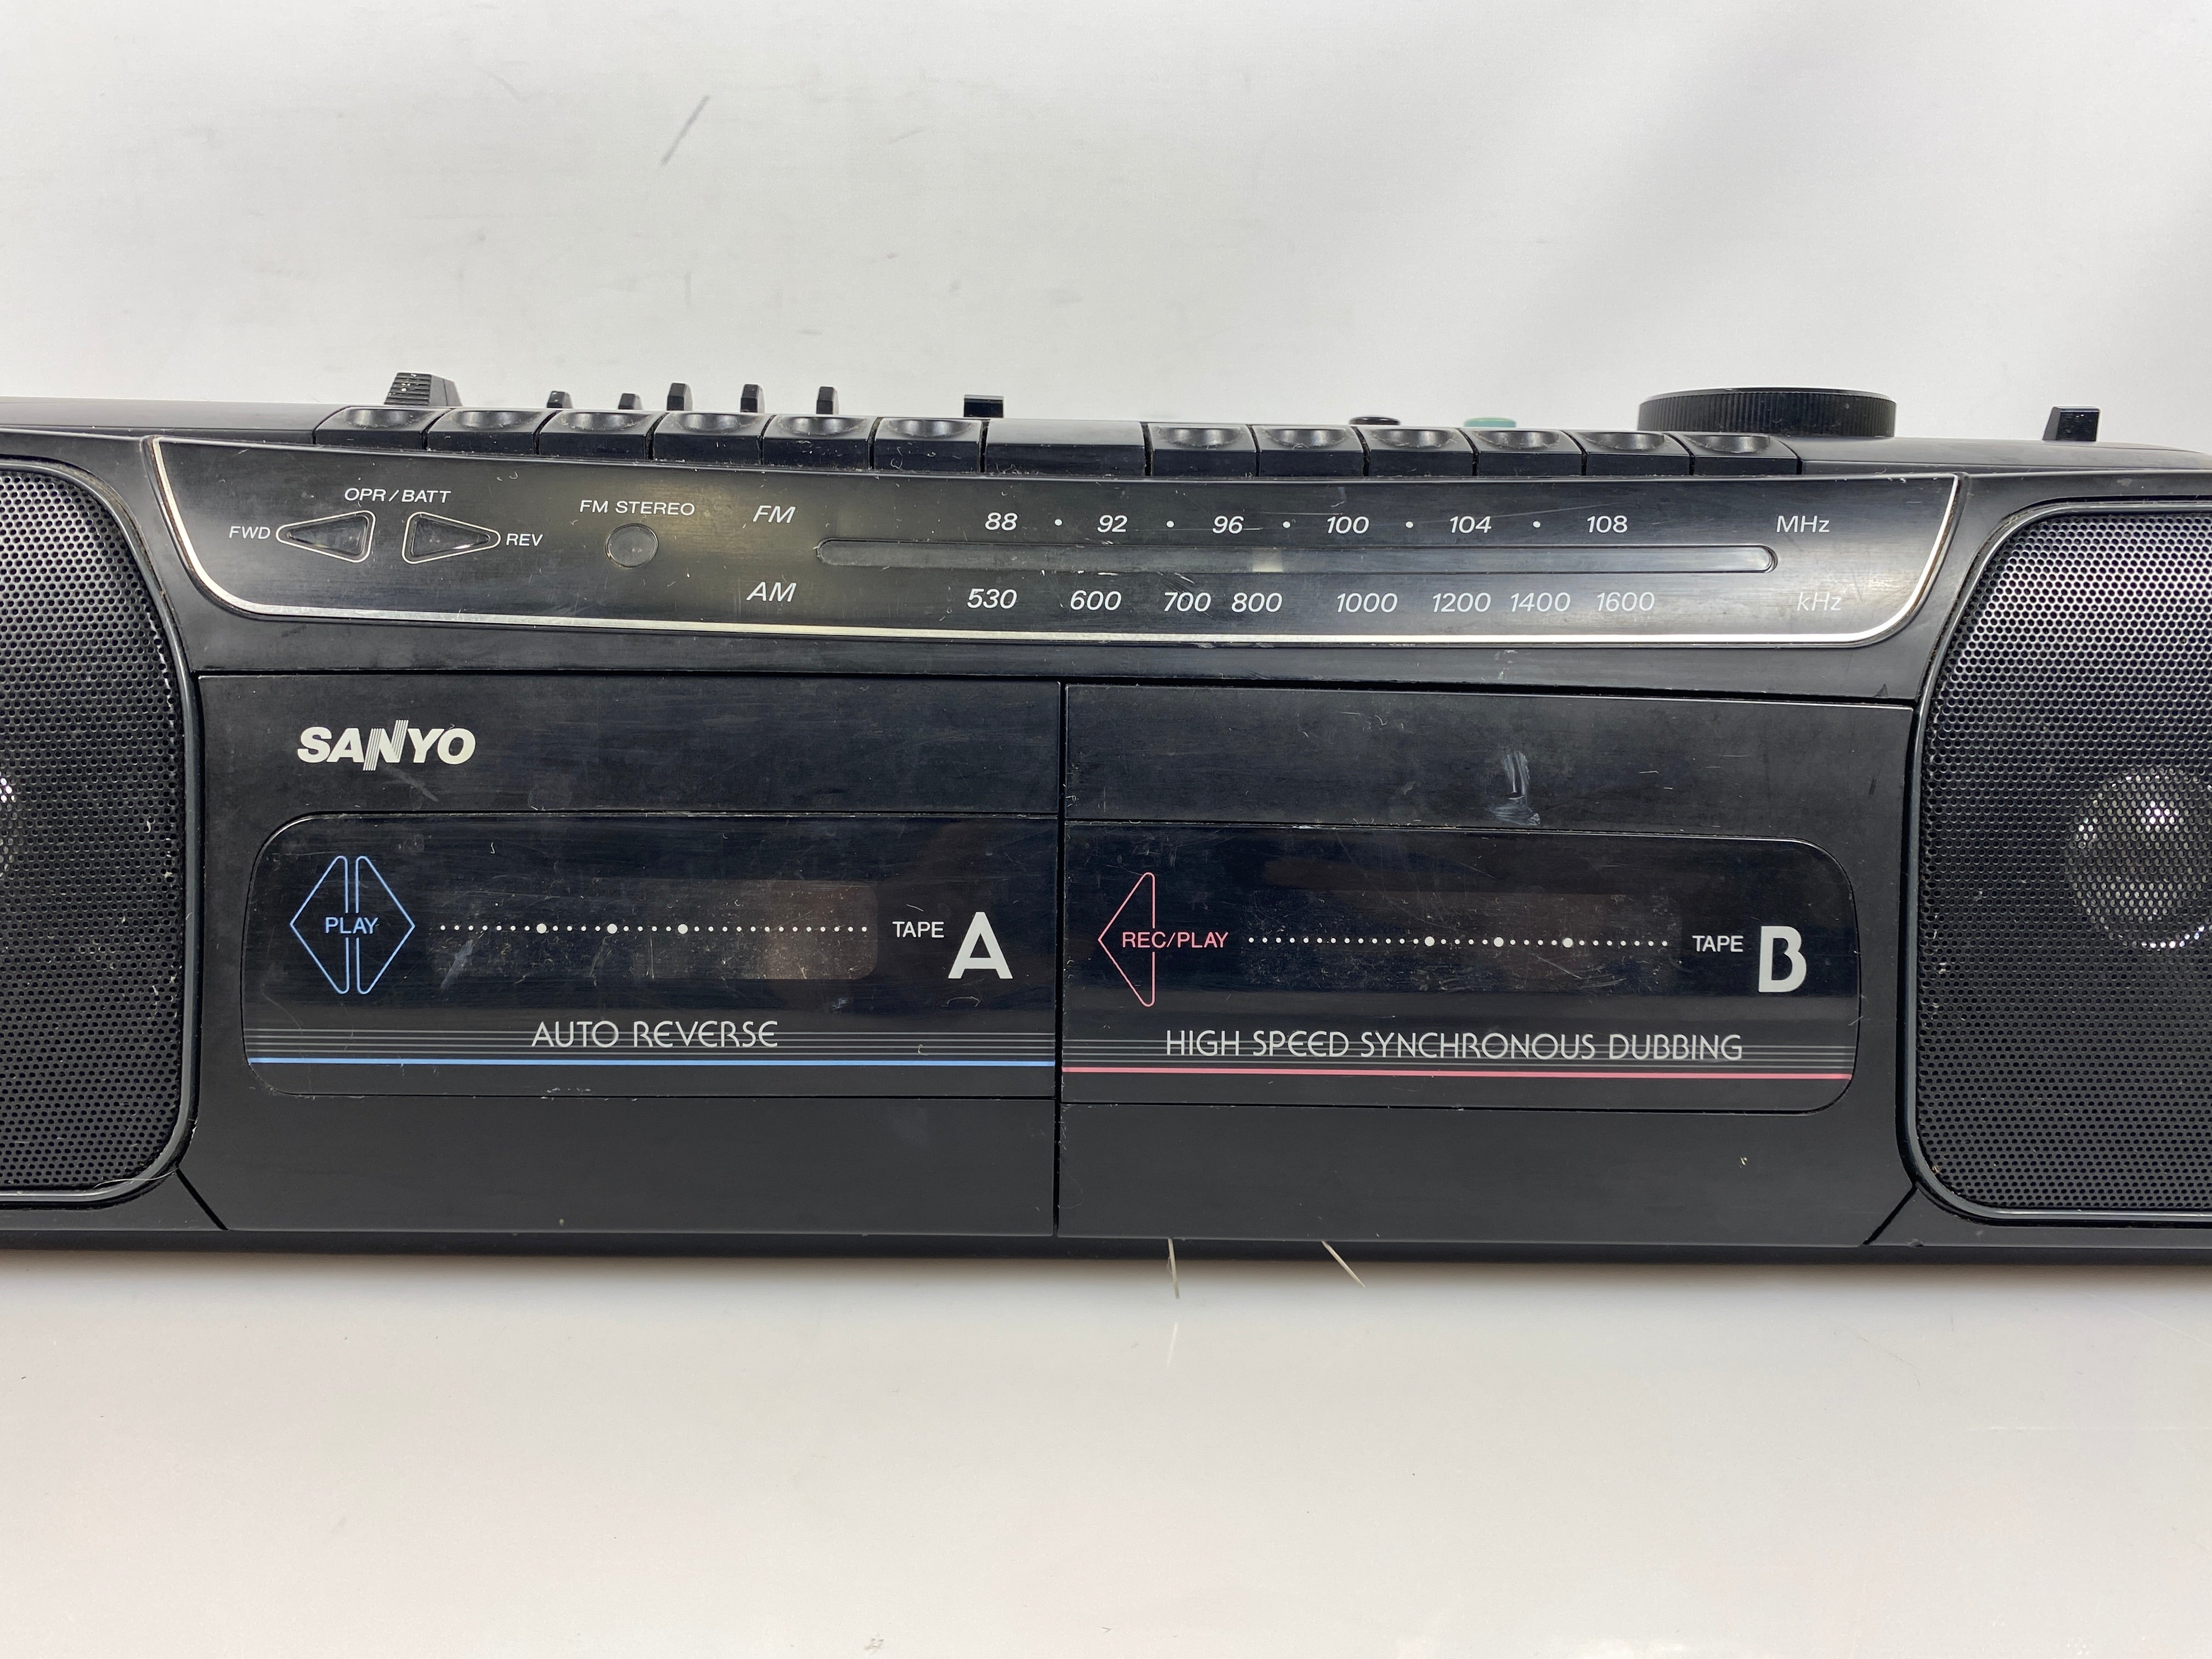 OPR / BATT
FWD REV
FM STEREO
FM 88 • 92 • 96 • 100 • 104 • 108 MHz
AM 530 600 700 800 1000 1200 1400 1600 kHz
SANYO
PLAY TAPE A
AUTO REVERSE
REC/PLAY TAPE B
HIGH SPEED SYNCHRONOUS DUBBING